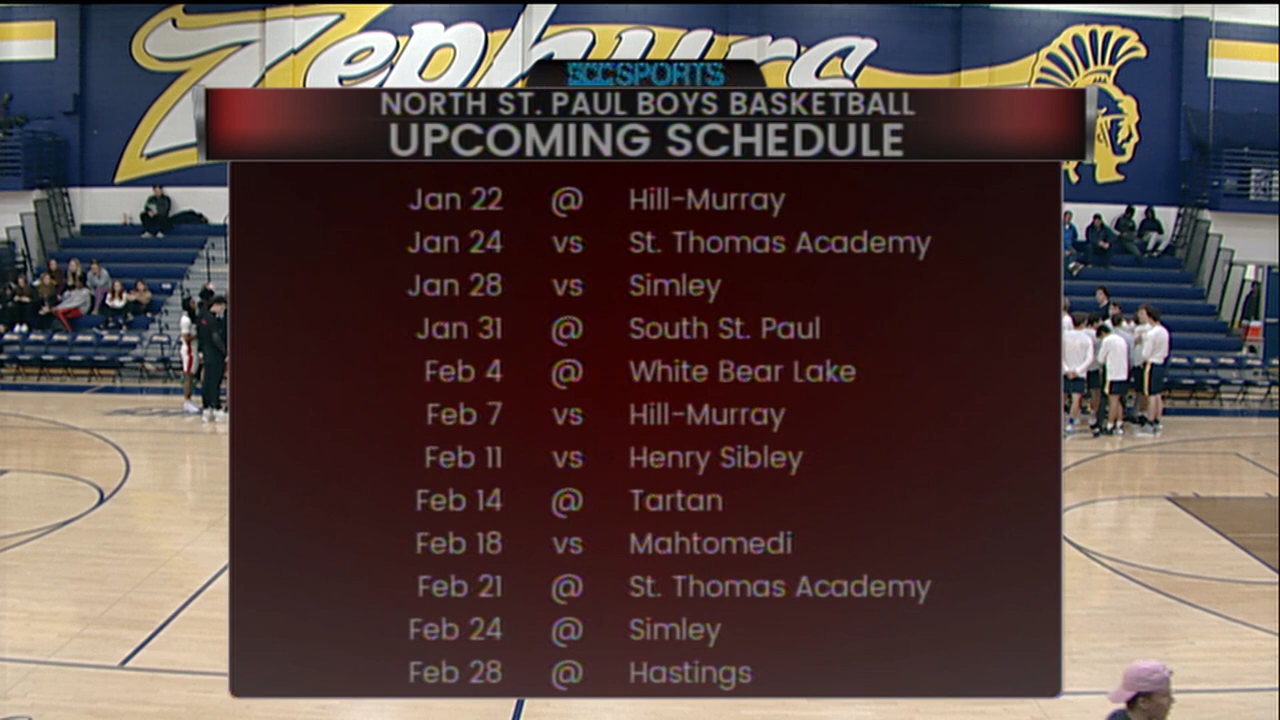 Zephyrs
SCC SPORTS
NORTH ST. PAUL BOYS BASKETBALL
UPCOMING SCHEDULE
Jan 22 @ Hill-Murray
Jan 24 vs St. Thomas Academy
Jan 28 vs Simley
Jan 31 @ South St. Paul
Feb 4 @ White Bear Lake
Feb 7 vs Hill-Murray
Feb 11 vs Henry Sibley
Feb 14 @ Tartan
Feb 18 vs Mahtomedi
Feb 21 @ St. Thomas Academy
Feb 24 @ Simley
Feb 28 @ Hastings